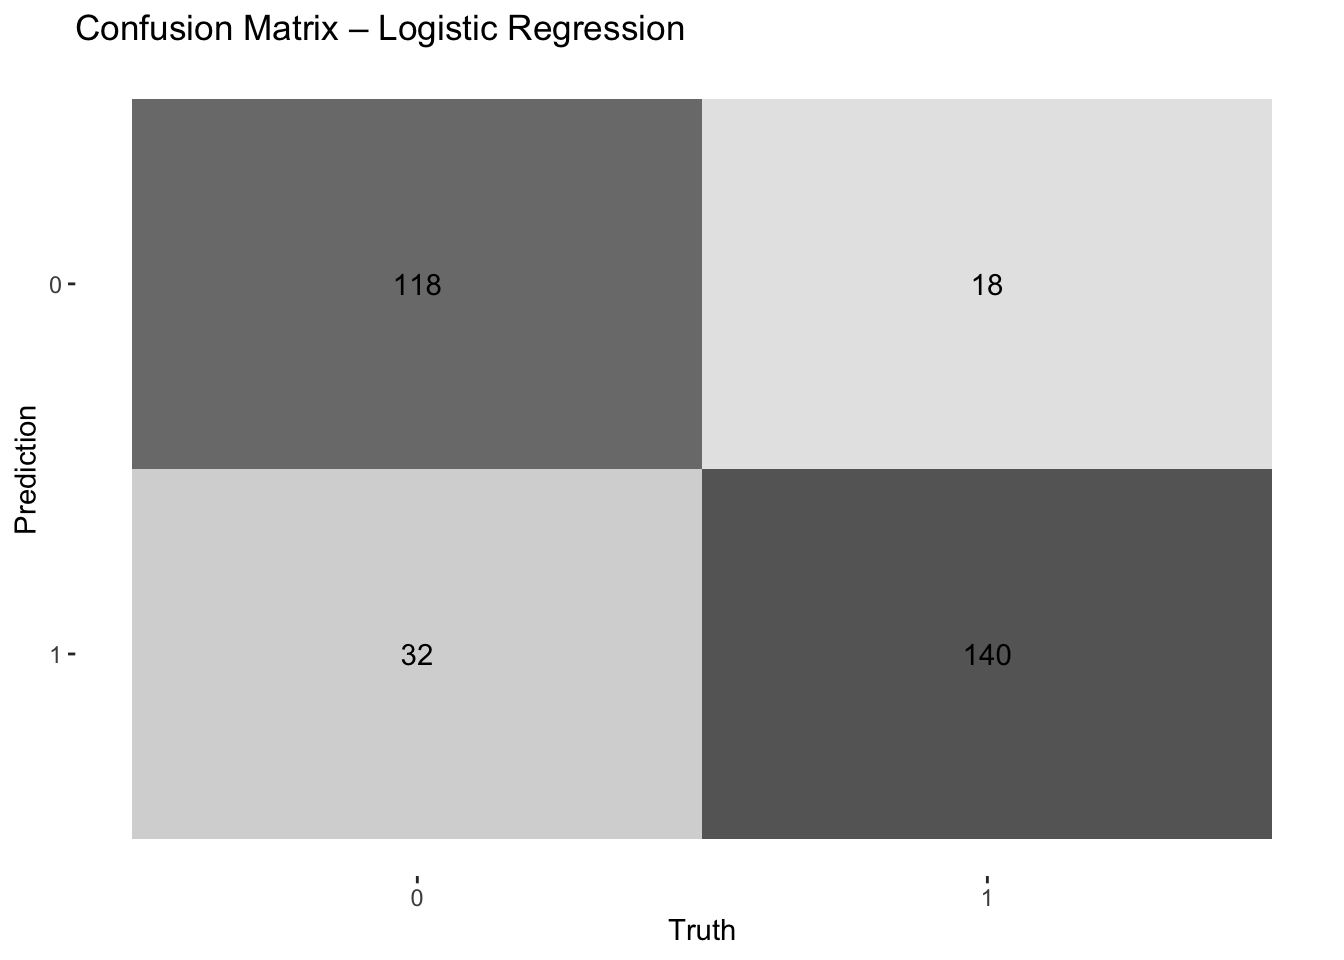 Confusion Matrix – Logistic Regression
0
118
18
Prediction
1
32
140
0
1
Truth